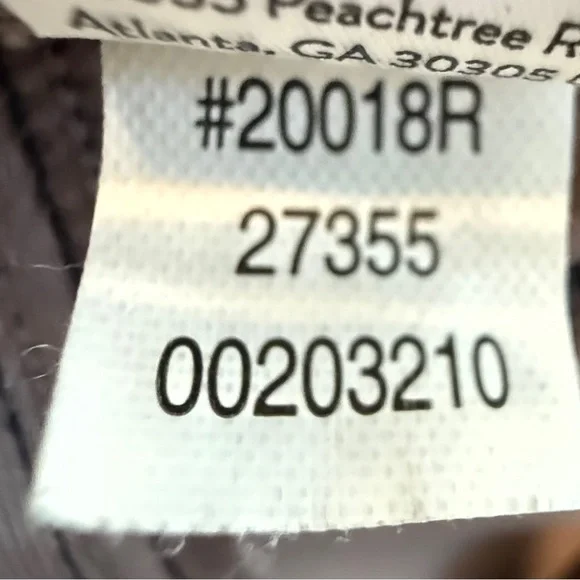 Peachtree
Atlanta, GA 30305
#20018R
27355
00203210